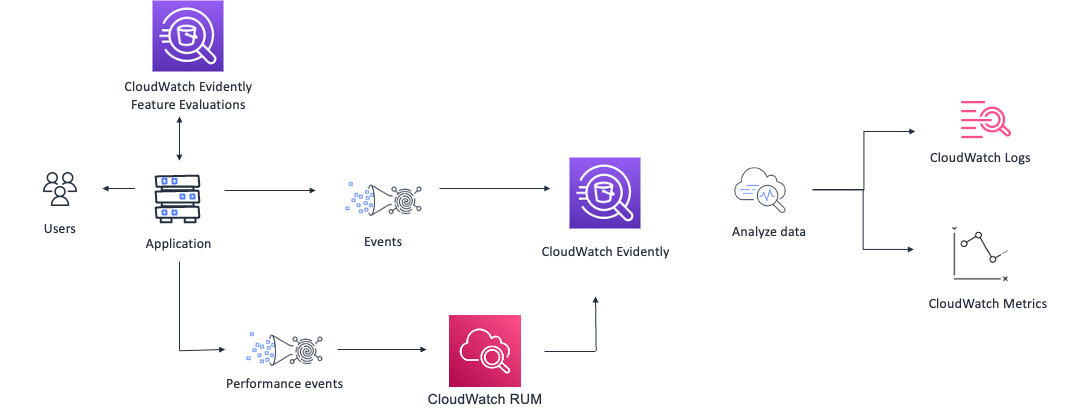 CloudWatch Evidently
Feature Evaluations
CloudWatch Logs
Users
Application
Events
CloudWatch Evidently
Analyze data
CloudWatch Metrics
Performance events
CloudWatch RUM